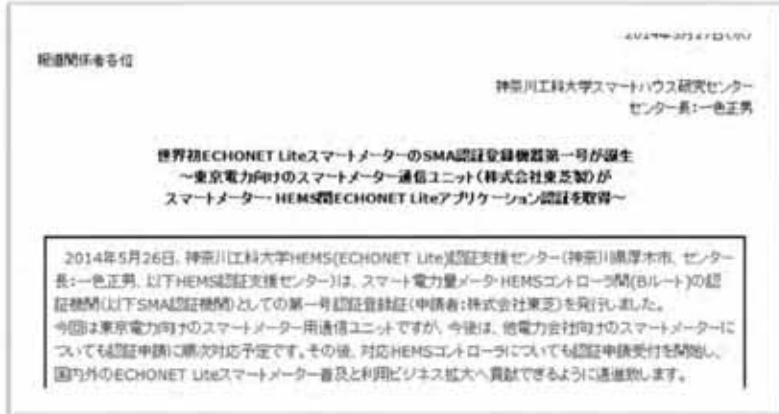 報道関係者各位
神奈川工科大学スマートハウス研究センター
センター長:一色正男
世界初ECHONET LiteスマートメーターのSMA認証登録機器第一号が誕生
~東京電力向けのスマートメーター通信ユニット(株式会社東芝製)が
スマートメーター・HEMS間ECHONET Liteアプリケーション認証を取得~
2014年5月26日、神奈川工科大学HEMS(ECHONET Lite)認証支援センター(神奈川県厚木市、センター
長:一色正男、以下HEMS認証支援センター)は、スマート電力量メータ・HEMSコントローラ間(Bルート)の認
証機関(以下SMA認証機関)としての第一号認証登録証(申請者:株式会社東芝)を発行しました。
今回は東京電力向けのスマートメーター用通信ユニットですが、今後は、他電力会社向けのスマートメーターに
ついても認証申請に順次対応予定です。その後、対応HEMSコントローラについても認証申請受付を開始し、
国内外のECHONET Liteスマートメーター普及と利用ビジネス拡大へ貢献できるように邁進致します。